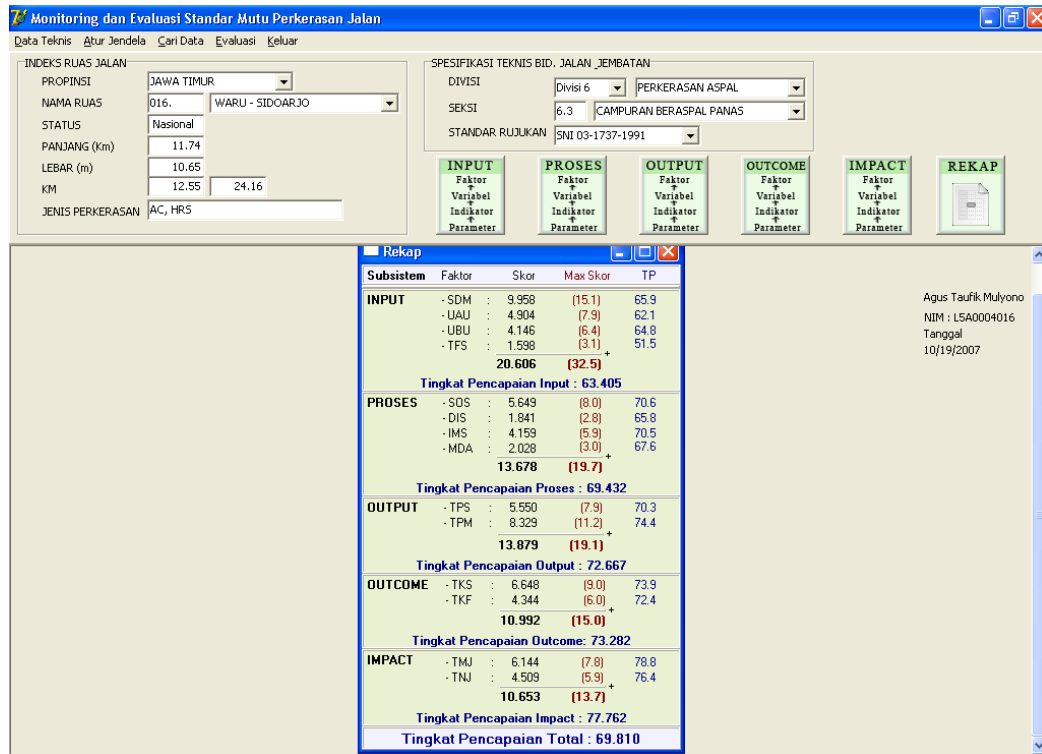 Monitoring dan Evaluasi Standar Mutu Perkerasan Jalan
Data Teknis Atur Jendela Cari Data Evaluasi Keluar
INDEKS RUAS JALAN
PROPINSI JAWA TIMUR
NAMA RUAS 016. WARU - SIDOARJO
STATUS Nasional
PANJANG (Km) 11.74
LEBAR (m) 10.65
KM 12.55 24.16
JENIS PERKERASAN AC, HRS
SPESIFIKASI TEKNIS BID. JALAN _JEMBATAN
DIVISI Divisi 6 PERKERASAN ASPAL
SEKSI 6.3 CAMPURAN BERASPAL PANAS
STANDAR RUJUKAN SNI 03-1737-1991
INPUT PROSES OUTPUT OUTCOME IMPACT REKAP
Faktor Faktor Faktor Faktor Faktor
Variabel Variabel Variabel Variabel Variabel
Indikator Indikator Indikator Indikator Indikator
Parameter Parameter Parameter Parameter Parameter
Rekap
Subsistem Faktor Skor Max Skor TP
INPUT - SDM : 9.958 (15.1) 65.9
- UAU : 4.904 (7.9) 62.1
- UBU : 4.146 (6.4) 64.8
- TFS : 1.598 (3.1) 51.5
+
20.606 (32.5)
Tingkat Pencapaian Input : 63.405
PROSES - SOS : 5.649 (8.0) 70.6
- DIS : 1.841 (2.8) 65.8
- IMS : 4.159 (5.9) 70.5
- MDA : 2.028 (3.0) 67.6
+
13.678 (19.7)
Tingkat Pencapaian Proses : 69.432
OUTPUT - TPS : 5.550 (7.9) 70.3
- TPM : 8.329 (11.2) 74.4
+
13.879 (19.1)
Tingkat Pencapaian Output : 72.667
OUTCOME - TKS : 6.648 (9.0) 73.9
- TKF : 4.344 (6.0) 72.4
+
10.992 (15.0)
Tingkat Pencapaian Outcome: 73.282
IMPACT - TMJ : 6.144 (7.8) 78.8
- TNJ : 4.509 (5.9) 76.4
+
10.653 (13.7)
Tingkat Pencapaian Impact : 77.762
Tingkat Pencapaian Total : 69.810
Agus Taufik Mulyono
NIM : L5A0004016
Tanggal
10/19/2007